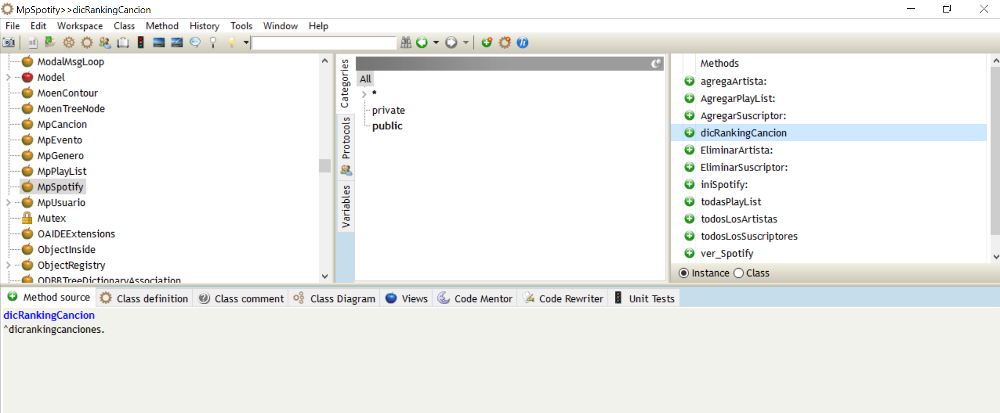 MpSpotify>>dicRankingCancion
File Edit Workspace Class Method History Tools Window Help
st
ModalMsgLoop
Model
MoenContour
MoenTreeNode
MpCancion
MpEvento
MpGenero
MpPlayList
MpSpotify
MpUsuario
Mutex
OAIDEExtensions
ObjectInside
ObjectRegistry
ODBBTreeDictionaryAssociation
Categories
Protocols
Variables
All
*
private
public
Methods
agregaArtista:
AgregarPlayList:
AgregarSuscriptor:
dicRankingCancion
EliminarArtista:
EliminarSuscriptor:
iniSpotify:
todasPlayList
todosLosArtistas
todosLosSuscriptores
ver_Spotify
Instance Class
Method source Class definition Class comment Class Diagram Views Code Mentor Code Rewriter Unit Tests
dicRankingCancion
^dicrankingcanciones.